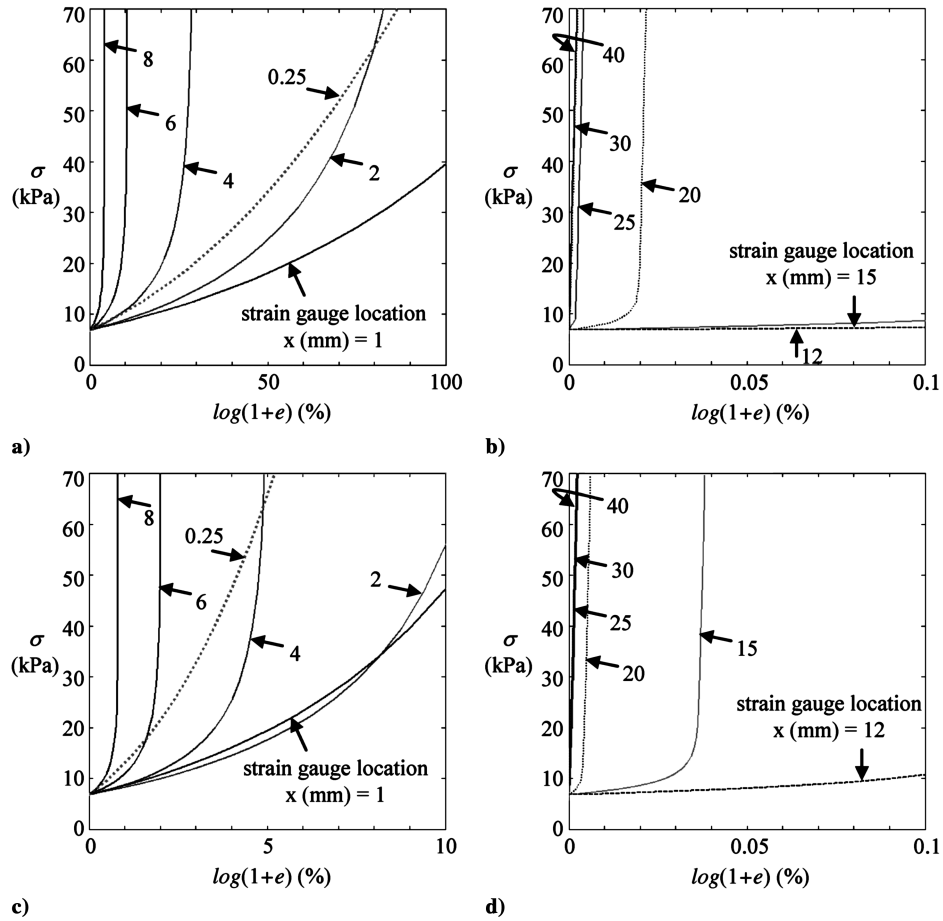 70
60
50
40
30
20
10
0
σ
(kPa)
8
6
4
0.25
2
strain gauge location
x (mm) = 1
0
50
100
log(1+e) (%)
a)
70
60
50
40
30
20
10
0
σ
(kPa)
40
30
25
20
strain gauge location
x (mm) = 15
12
0
0.05
0.1
log(1+e) (%)
b)
70
60
50
40
30
20
10
0
σ
(kPa)
8
6
0.25
4
2
strain gauge location
x (mm) = 1
0
5
10
log(1+e) (%)
c)
70
60
50
40
30
20
10
0
σ
(kPa)
40
30
25
20
15
strain gauge location
x (mm) = 12
0
0.05
0.1
log(1+e) (%)
d)